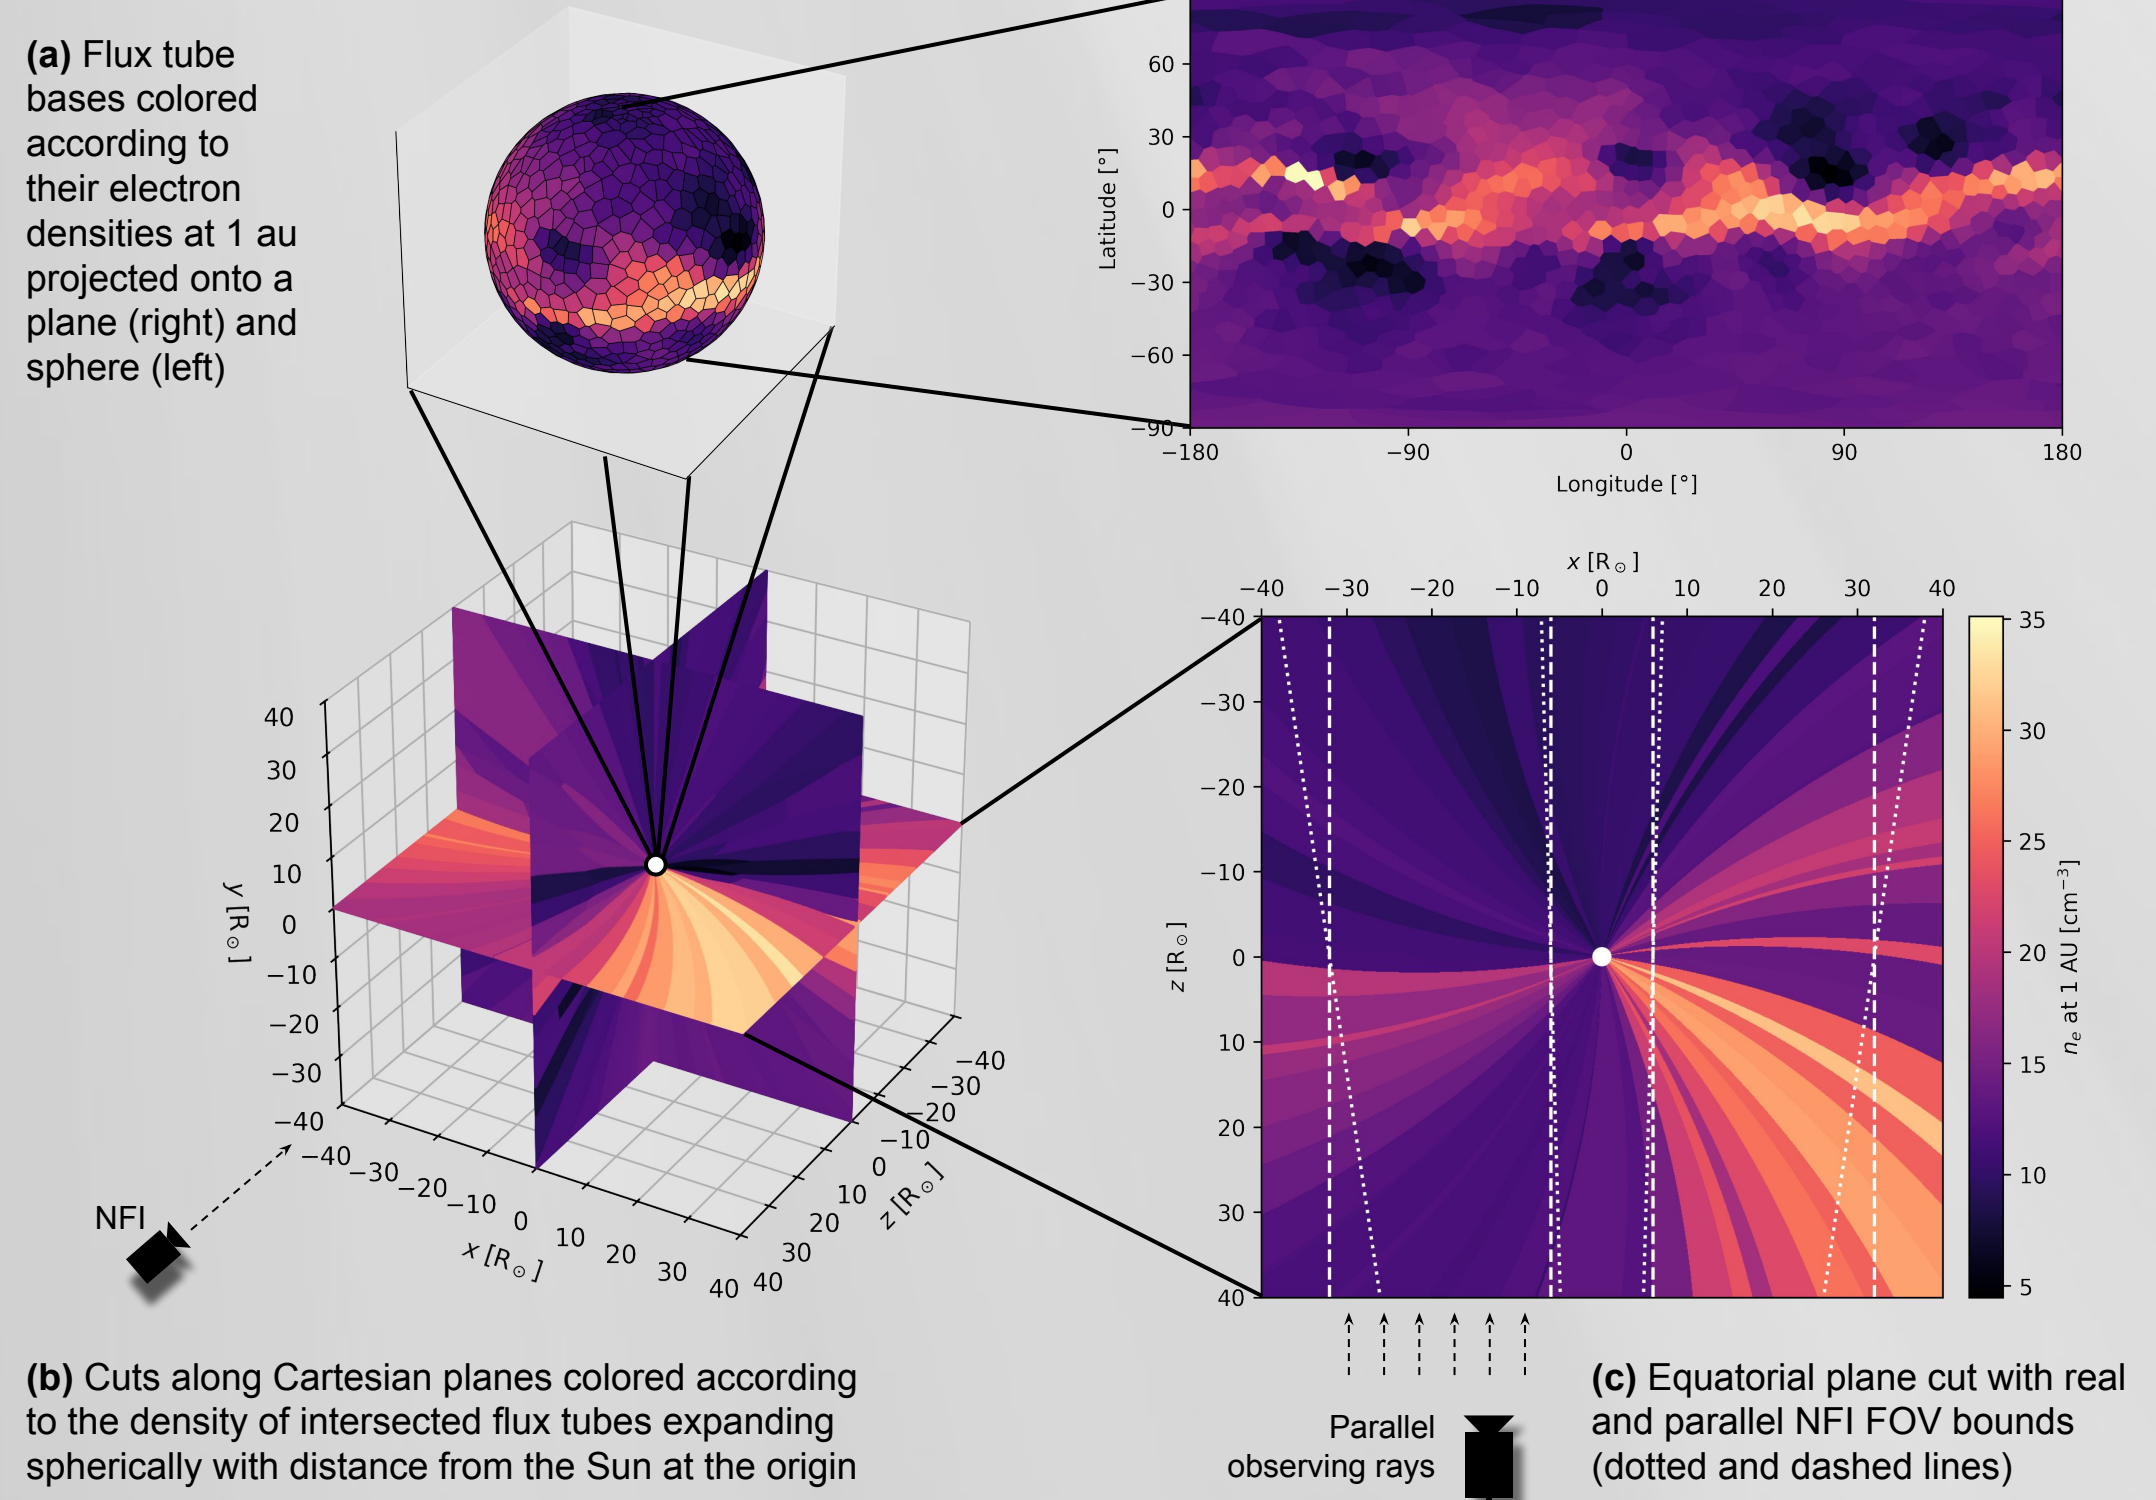 (a) Flux tube
bases colored
according to
their electron
densities at 1 au
projected onto a
plane (right) and
sphere (left)
60
30
0
−30
−60
−90
Latitude [°]
−180 −90 0 90 180
Longitude [°]
40
30
20
10
0
−10
−20
−30
−40
y [R☉]
−40 −30 −20 −10 0 10 20 30 40
x [R☉]
−40
−30
−20
−10
0
10
20
30
40
z [R☉]
NFI
x [R☉]
−40 −30 −20 −10 0 10 20 30 40
−40
−30
−20
−10
0
10
20
30
40
z [R☉]
35
30
25
20
15
10
5
nₑ at 1 AU [cm⁻³]
(b) Cuts along Cartesian planes colored according
to the density of intersected flux tubes expanding
spherically with distance from the Sun at the origin
Parallel
observing rays
(c) Equatorial plane cut with real
and parallel NFI FOV bounds
(dotted and dashed lines)